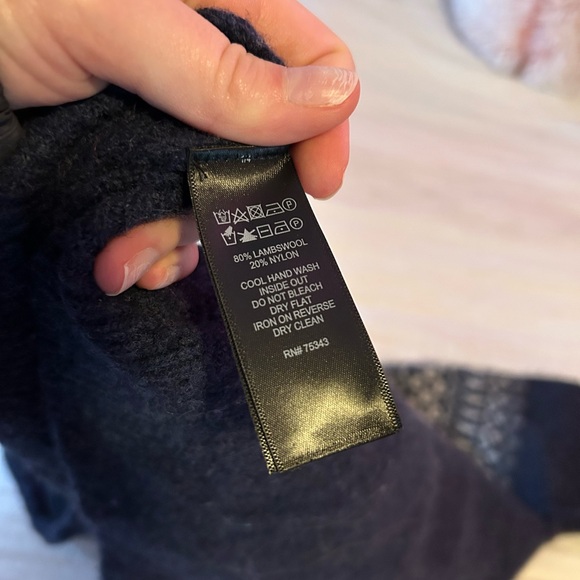 P
P
80% LAMBSWOOL
20% NYLON
COOL HAND WASH
INSIDE OUT
DO NOT BLEACH
DRY FLAT
IRON ON REVERSE
DRY CLEAN
RN# 75343